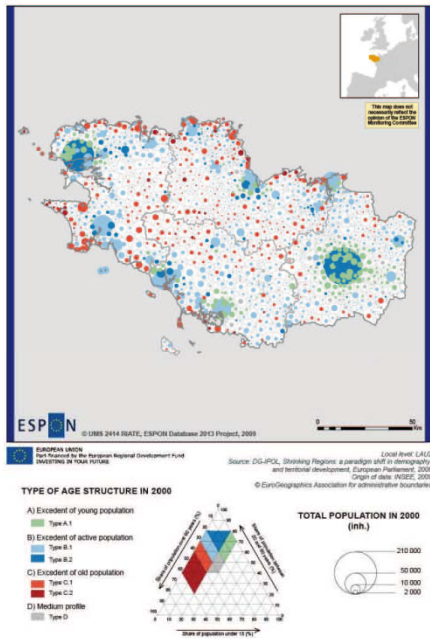 This map does not
necessarily reflect the
opinion of the ESPON
Monitoring Committee
ESPON
© UMS 2414 RIATE, ESPON Database 2013 Project, 2009
0
50
Km
EUROPEAN UNION
Part-financed by the European Regional Development Fund
INVESTING IN YOUR FUTURE
Local level: LAU2
Source: DG-IPOL, Shrinking Regions: a paradigm shift in demography
and territorial development, European Parliament, 2008
Origin of data: INSEE, 2009
© EuroGeographics Association for administrative boundaries
TYPE OF AGE STRUCTURE IN 2000
A) Excedent of young population
Type A.1
B) Excedent of active population
Type B.1
Type B.2
C) Excedent of old population
Type C.1
Type C.2
D) Medium profile
Type D
Share of population under 15 (%)
TOTAL POPULATION IN 2000
(inh.)
210 000
50 000
10 000
2 000